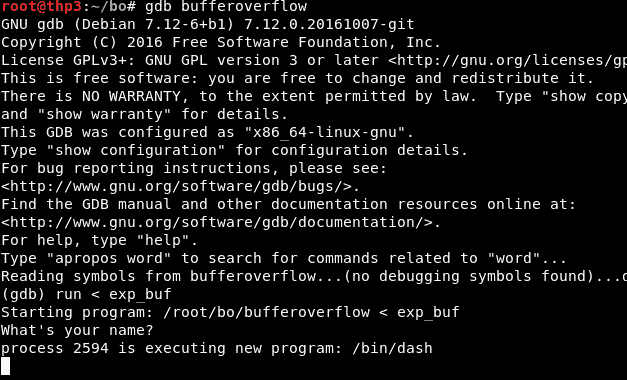 root@thp3:~/bo# gdb bufferoverflow
GNU gdb (Debian 7.12-6+b1) 7.12.0.20161007-git
Copyright (C) 2016 Free Software Foundation, Inc.
License GPLv3+: GNU GPL version 3 or later <http://gnu.org/licenses/gp
This is free software: you are free to change and redistribute it.
There is NO WARRANTY, to the extent permitted by law.  Type "show copy
and "show warranty" for details.
This GDB was configured as "x86_64-linux-gnu".
Type "show configuration" for configuration details.
For bug reporting instructions, please see:
<http://www.gnu.org/software/gdb/bugs/>.
Find the GDB manual and other documentation resources online at:
<http://www.gnu.org/software/gdb/documentation/>.
For help, type "help".
Type "apropos word" to search for commands related to "word"...
Reading symbols from bufferoverflow...(no debugging symbols found)...d
(gdb) run < exp_buf
Starting program: /root/bo/bufferoverflow < exp_buf
What's your name?
process 2594 is executing new program: /bin/dash